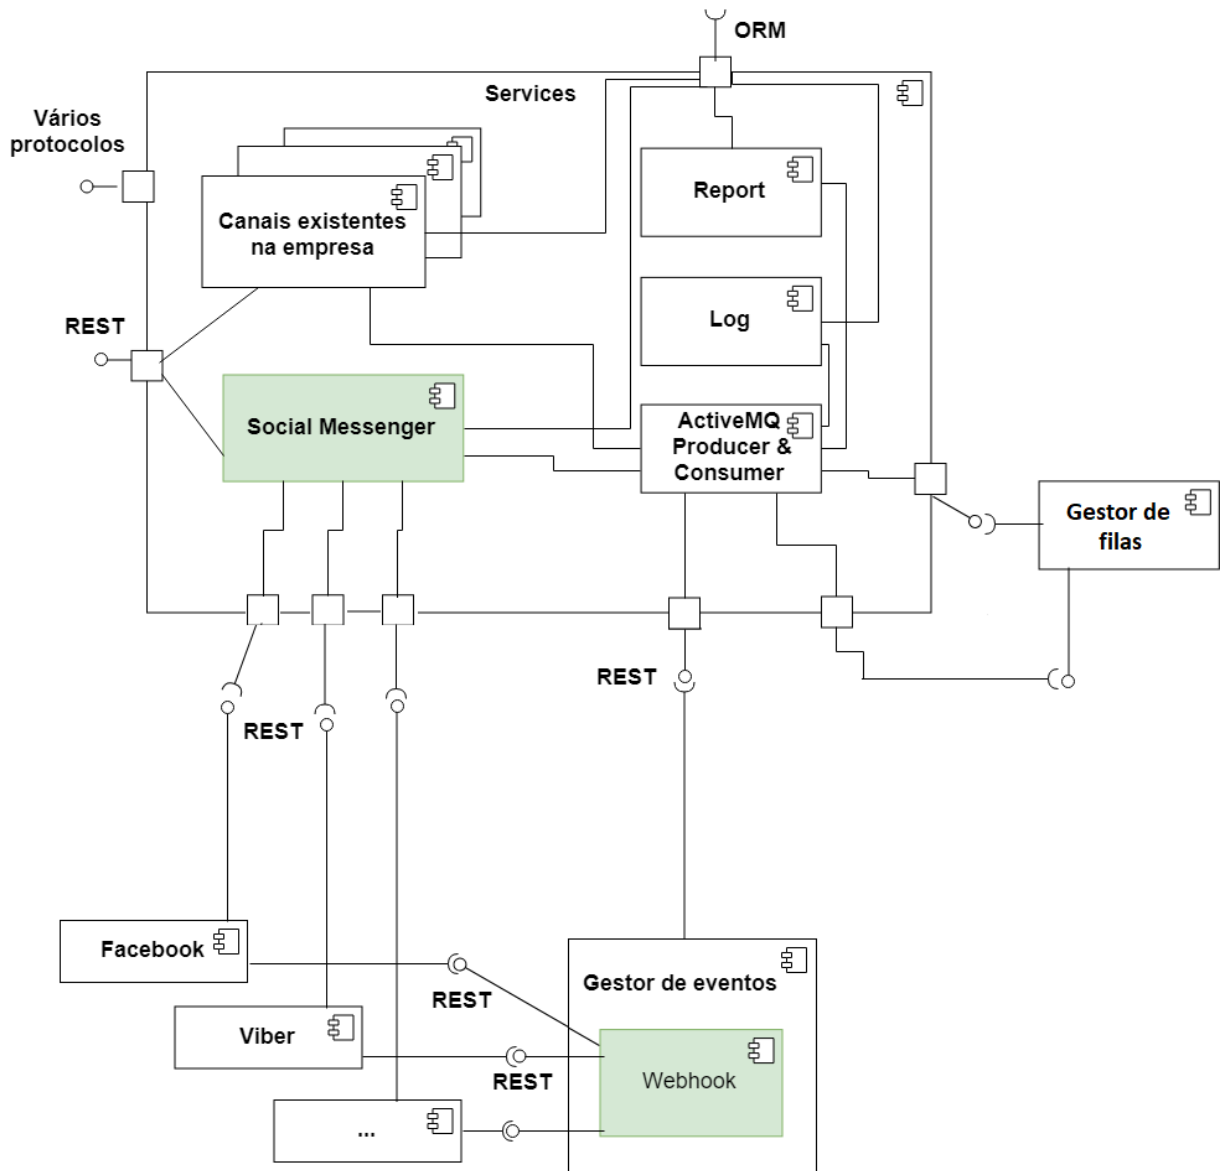 ORM
Services
Vários
protocolos
Report
Canais existentes
na empresa
Log
REST
Social Messenger
ActiveMQ
Producer &
Consumer
Gestor de
filas
REST
REST
Facebook
Gestor de eventos
REST
Viber
REST
Webhook
...